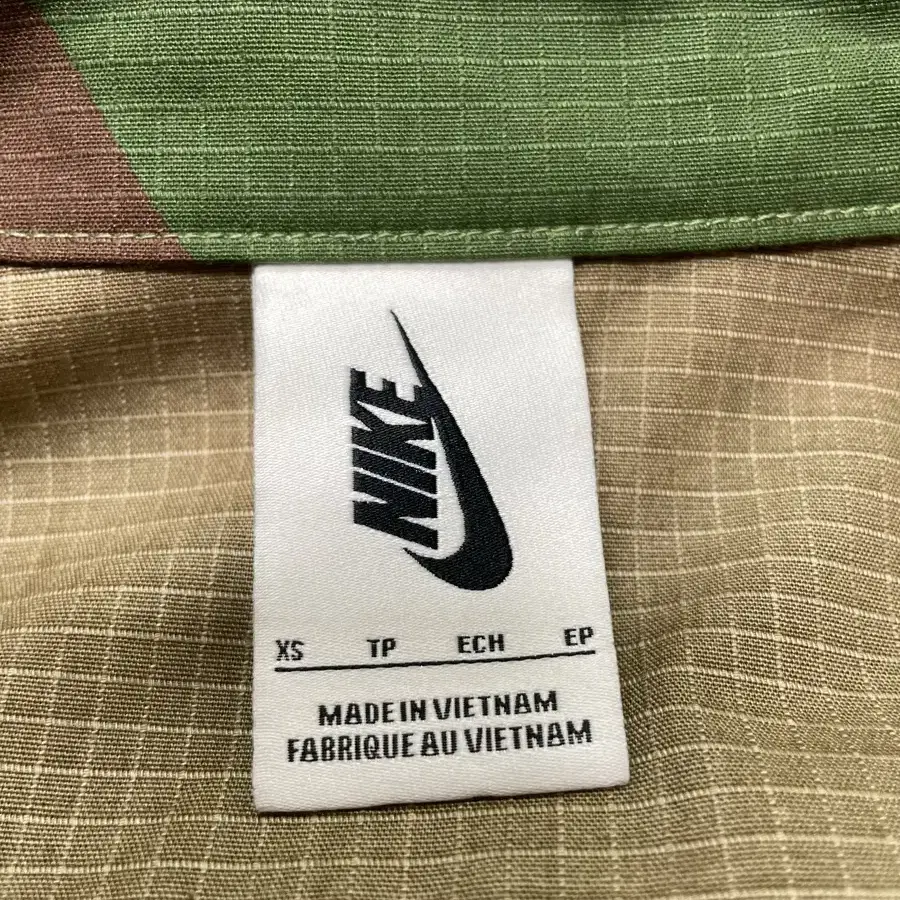 NIKE
XS TP ECH EP
MADE IN VIETNAM
FABRIQUE AU VIETNAM